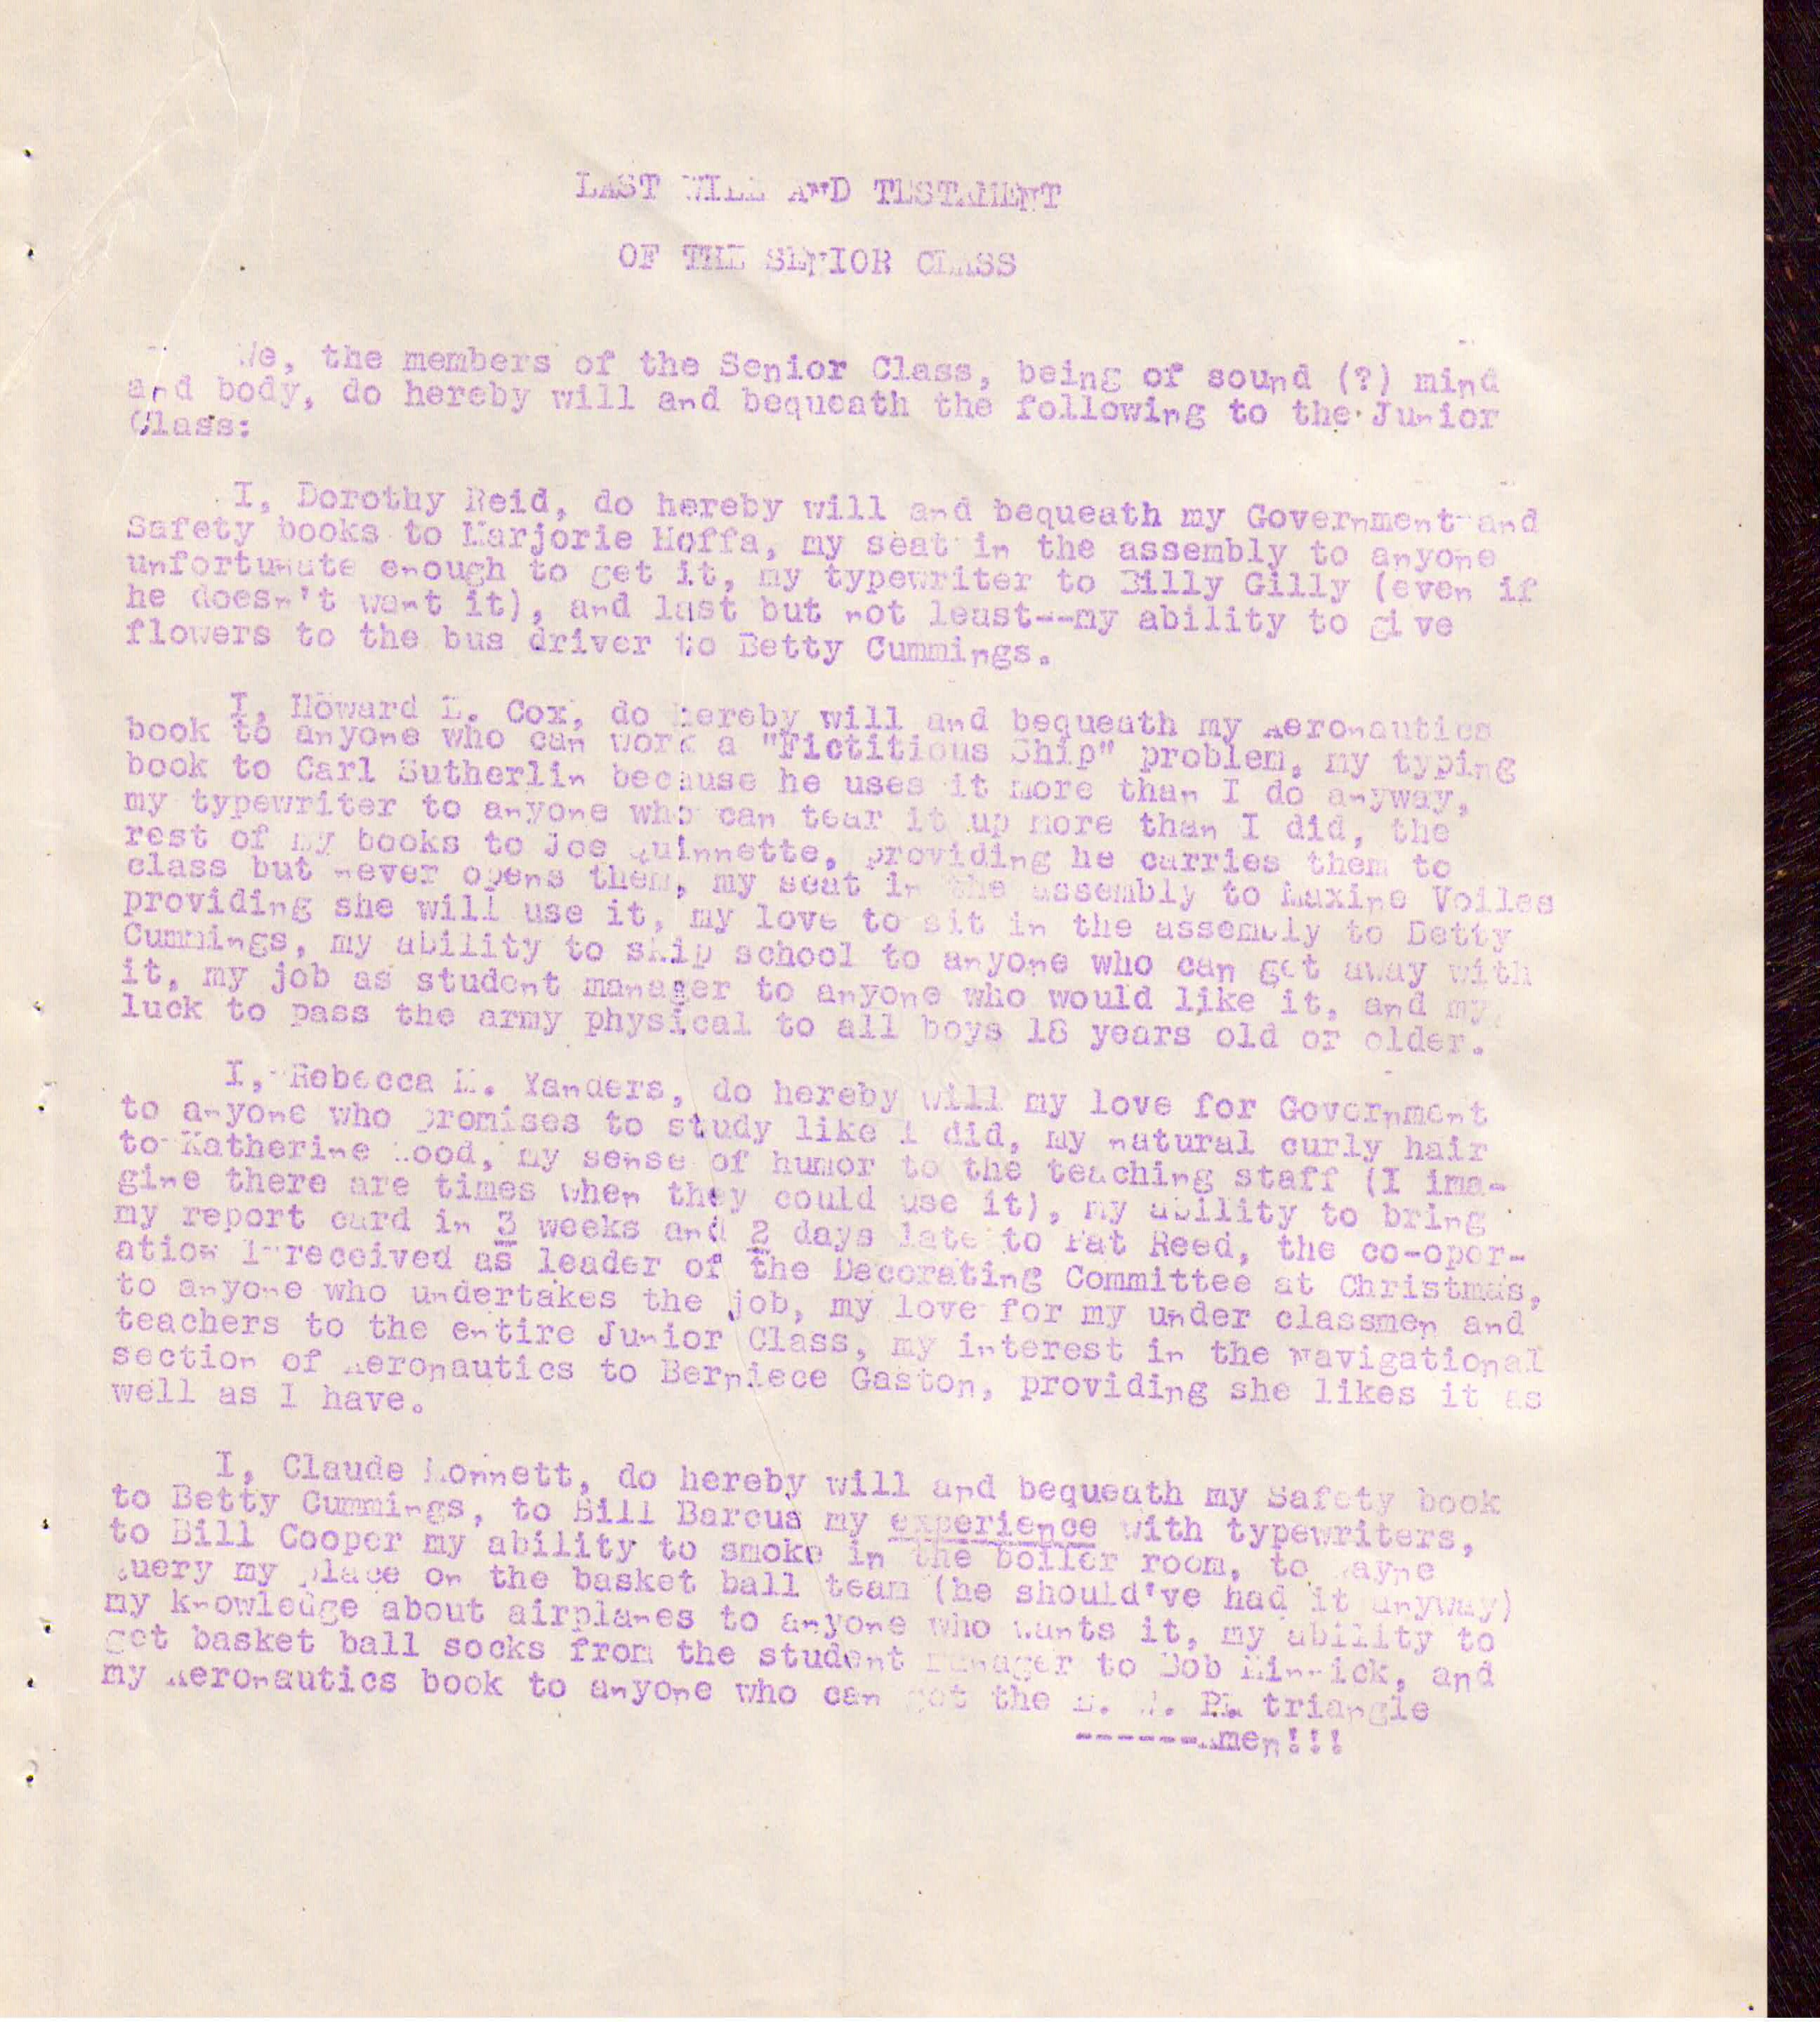 LAST WILL AND TESTAMENT
OF THE SENIOR CLASS
We, the members of the Senior Class, being of sound (?) mind
and body, do hereby will and bequeath the following to the Junior
Class:
I, Dorothy Reid, do hereby will and bequeath my Government and
Safety books to Marjorie Hoffa, my seat in the assembly to anyone
unfortunate enough to get it, my typewriter to Billy Gilly (even if
he doesn't want it), and last but not least--my ability to give
flowers to the bus driver to Betty Cummings.
I, Howard Cox, do hereby will and bequeath my Aeronautics
book to anyone who can work a "Fictitious Ship" problem, my typing
book to Carl Sutherlin because he uses it more than I do anyway,
my typewriter to anyone who can tear it up more than I did, the
rest of my books to Joe Quinnette, providing he carries them to
class but never opens them, my seat in the assembly to Maxine Voiles
providing she will use it, my love to sit in the assembly to Betty
Cummings, my ability to skip school to anyone who can get away with
it, my job as student manager to anyone who would like it, and my
luck to pass the army physical to all boys 18 years old or older.
I, Rebecca M. Yanders, do hereby will my love for Government
to anyone who promises to study like I did, my natural curly hair
to Katherine my sense of humor to the teaching staff (I ima-
gine there are times when they could use it), my ability to bring
my report card in 3 weeks and 2 days late to Pat Reed, the co-oper-
ation I received as leader of the Decorating Committee at Christmas,
to anyone who undertakes the job, my love for my under classmen and
teachers to the entire Junior Class, my interest in the Navigational
section of Aeronautics to Berniece Gaston, providing she likes it as
well as I have.
I, Claude do hereby will and bequeath my Safety book
to Betty Cummings, to Bill Barcus my experience with typewriters,
to Bill Cooper my ability to smoke in the boiler room, to Wayne
Query my place on the basket ball team (he should've had it anyway)
my knowledge about airplanes to anyone who wants it, my ability to
get basket ball socks from the student manager to Bob Minnick, and
my Aeronautics book to anyone who can get the triangle
------Amen!!!